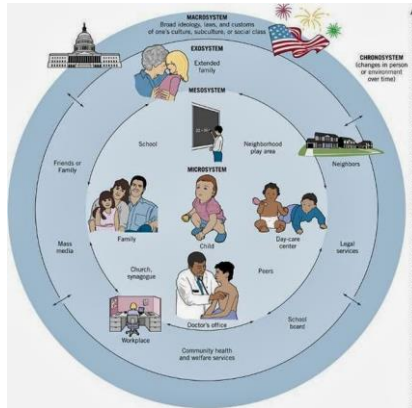 MACROSYSTEM
Broad ideology, laws, and customs
of one's culture, subculture, or social class
EXOSYSTEM
Extended
family
CHRONOSYSTEM
(changes in person
or environment
over time)
MESOSYSTEM
School
Neighborhood
play area
Friends or
Family
Neighbors
MICROSYSTEM
Family
Child
Day-care
center
Mass
media
Legal
services
Church,
synagogue
Peers
Doctor's office
School
board
Workplace
Community health
and welfare services